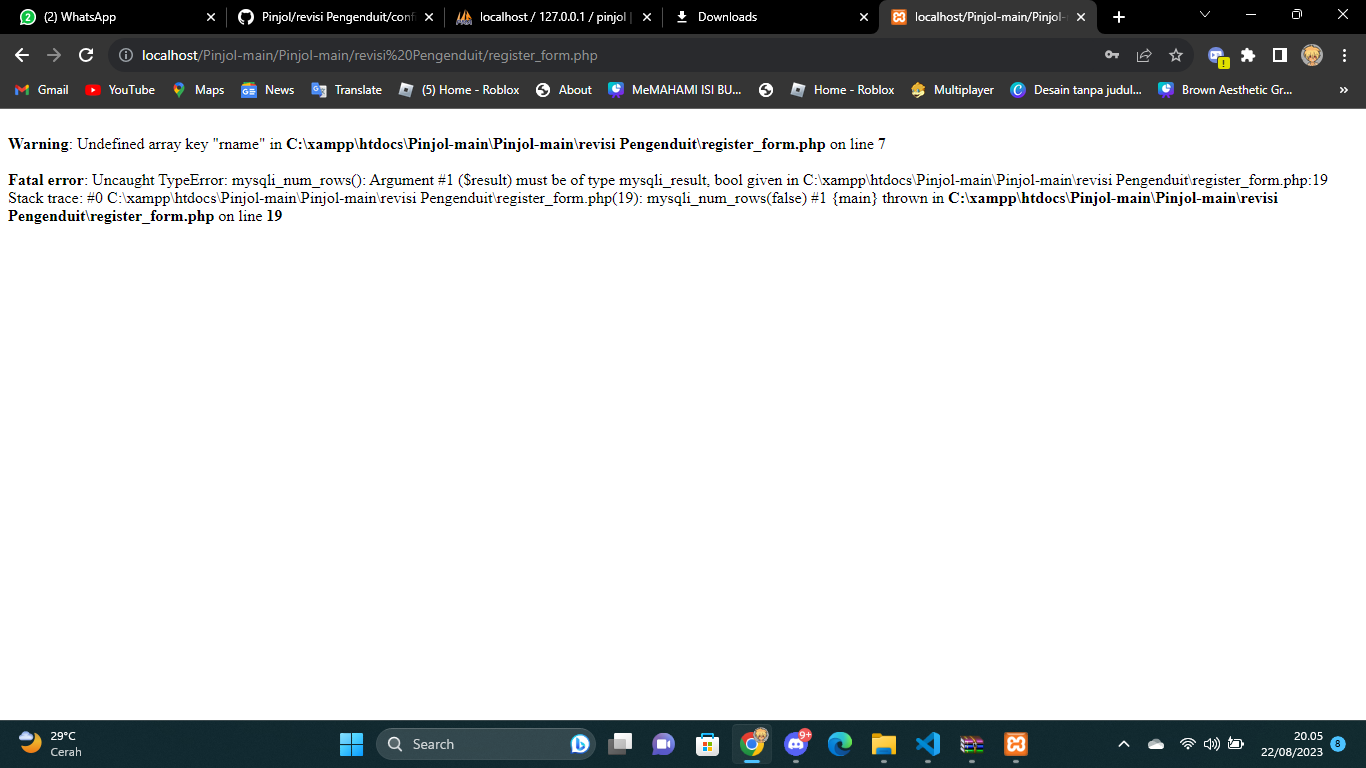 (2) WhatsApp
Pinjol/revisi Pengenduit/conf
localhost / 127.0.0.1 / pinjol |
Downloads
localhost/Pinjol-main/Pinjol-
localhost/Pinjol-main/Pinjol-main/revisi%20Pengenduit/register_form.php
Gmail
YouTube
Maps
News
Translate
(5) Home - Roblox
About
MeMAHAMI ISI BU...
Home - Roblox
Multiplayer
Desain tanpa judul...
Brown Aesthetic Gr...
»
Warning: Undefined array key "rname" in C:\xampp\htdocs\Pinjol-main\Pinjol-main\revisi Pengenduit\register_form.php on line 7
Fatal error: Uncaught TypeError: mysqli_num_rows(): Argument #1 ($result) must be of type mysqli_result, bool given in C:\xampp\htdocs\Pinjol-main\Pinjol-main\revisi Pengenduit\register_form.php:19
Stack trace: #0 C:\xampp\htdocs\Pinjol-main\Pinjol-main\revisi Pengenduit\register_form.php(19): mysqli_num_rows(false) #1 {main} thrown in C:\xampp\htdocs\Pinjol-main\Pinjol-main\revisi
Pengenduit\register_form.php on line 19
29°C
Cerah
Search
9+
20.05
22/08/2023
8